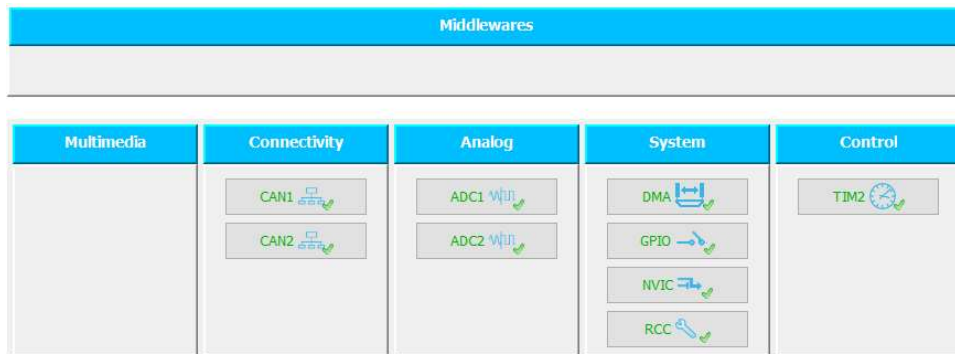 Middlewares
Multimedia Connectivity Analog System Control
CAN1 ADC1 DMA TIM2
CAN2 ADC2 GPIO
NVIC
RCC